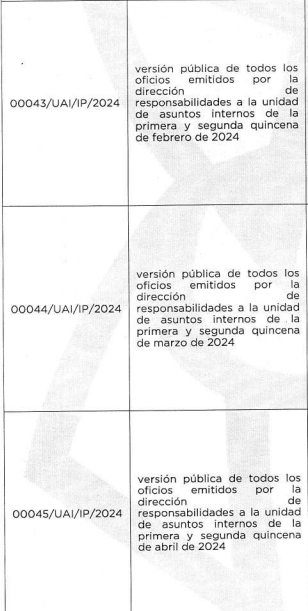 versión pública de todos los
oficios emitidos por la
dirección de
00043/UAI/IP/2024 responsabilidades a la unidad
de asuntos internos de la
primera y segunda quincena
de febrero de 2024
versión pública de todos los
oficios emitidos por la
dirección de
00044/UAI/IP/2024 responsabilidades a la unidad
de asuntos internos de la
primera y segunda quincena
de marzo de 2024
versión pública de todos los
oficios emitidos por la
dirección de
00045/UAI/IP/2024 responsabilidades a la unidad
de asuntos internos de la
primera y segunda quincena
de abril de 2024